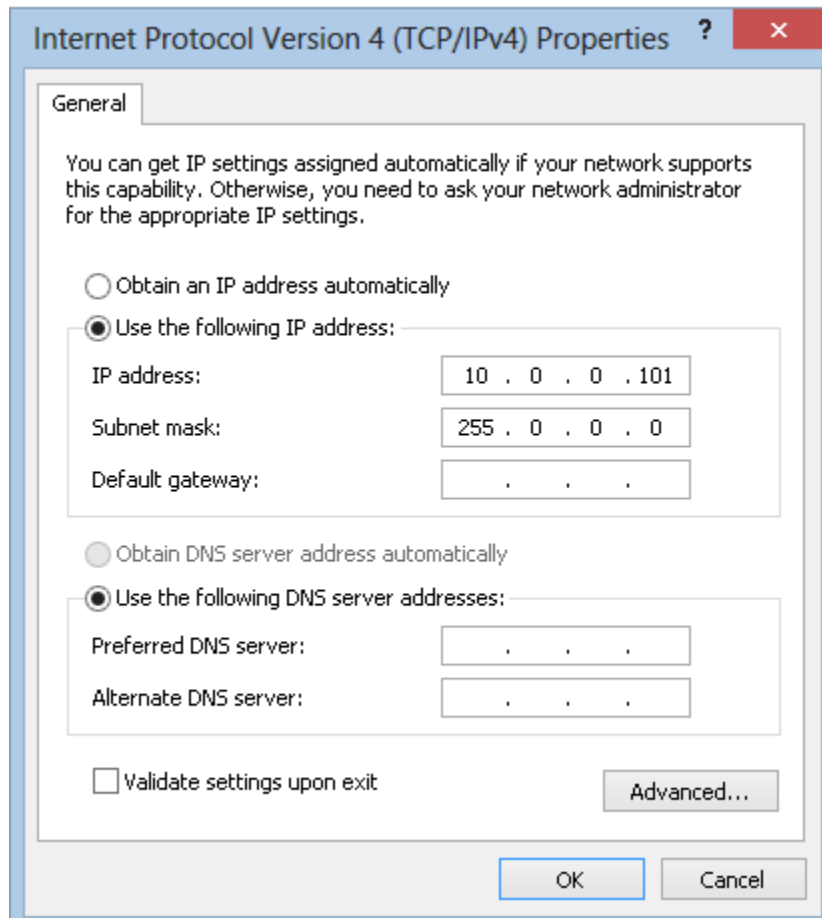 Internet Protocol Version 4 (TCP/IPv4) Properties ? ×
General
You can get IP settings assigned automatically if your network supports
this capability. Otherwise, you need to ask your network administrator
for the appropriate IP settings.
Obtain an IP address automatically
Use the following IP address:
IP address: 10 . 0 . 0 . 101
Subnet mask: 255 . 0 . 0 . 0
Default gateway: . . .
Obtain DNS server address automatically
Use the following DNS server addresses:
Preferred DNS server: . . .
Alternate DNS server: . . .
Validate settings upon exit
Advanced...
OK Cancel